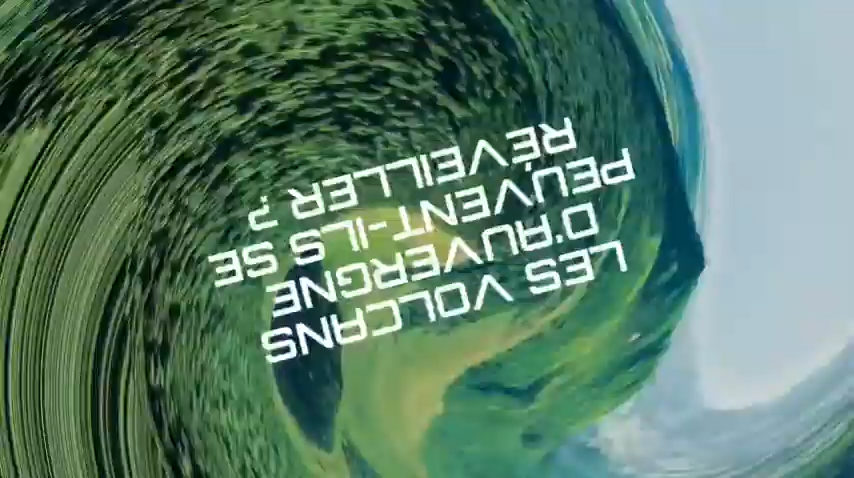 LES VOLCANS
D'AUVERGNE
PEUVENT-ILS SE
RÉVEILLER ?